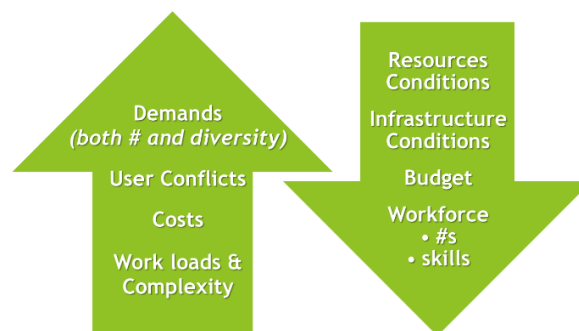 Demands
(both # and diversity)
User Conflicts
Costs
Work loads &
Complexity
Resources
Conditions
Infrastructure
Conditions
Budget
Workforce
• #s
• skills